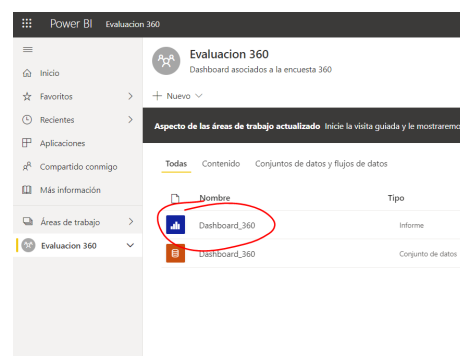 Power BI Evaluacion 360
Inicio
Favoritos
Recientes
Aplicaciones
Compartido conmigo
Más información
Áreas de trabajo
Evaluacion 360
Evaluacion 360
Dashboard asociados a la encuesta 360
Nuevo
Aspecto de las áreas de trabajo actualizado Inicie la visita guiada y le mostraremo
Todas Contenido Conjuntos de datos y flujos de datos
Nombre Tipo
Dashboard_360 Informe
Dashboard_360 Conjunto de datos